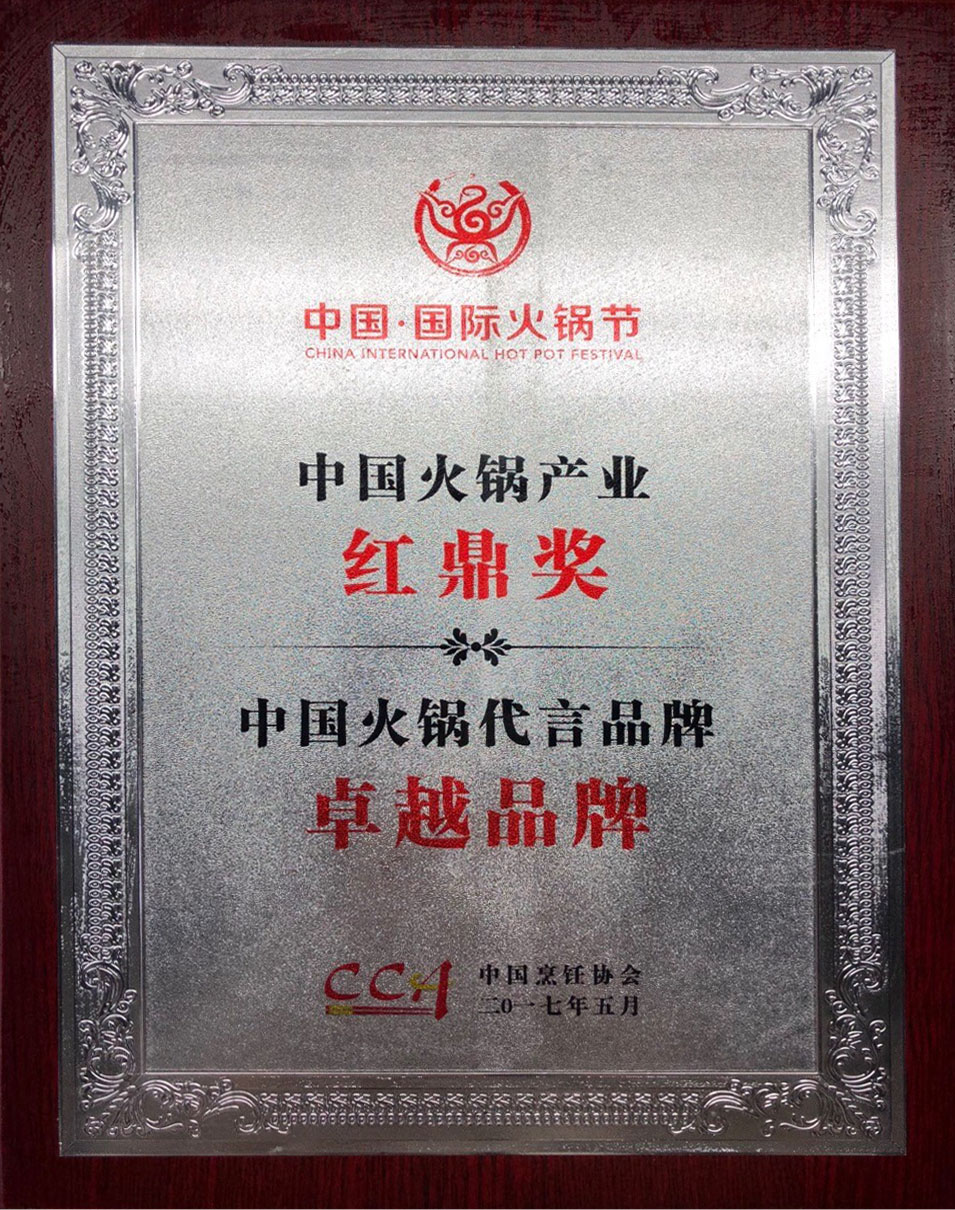 中国·国际火锅节
CHINA INTERNATIONAL HOT POT FESTIVAL
中国火锅产业
红鼎奖
中国火锅代言品牌
卓越品牌
CCA
中国烹饪协会
二0一七年五月